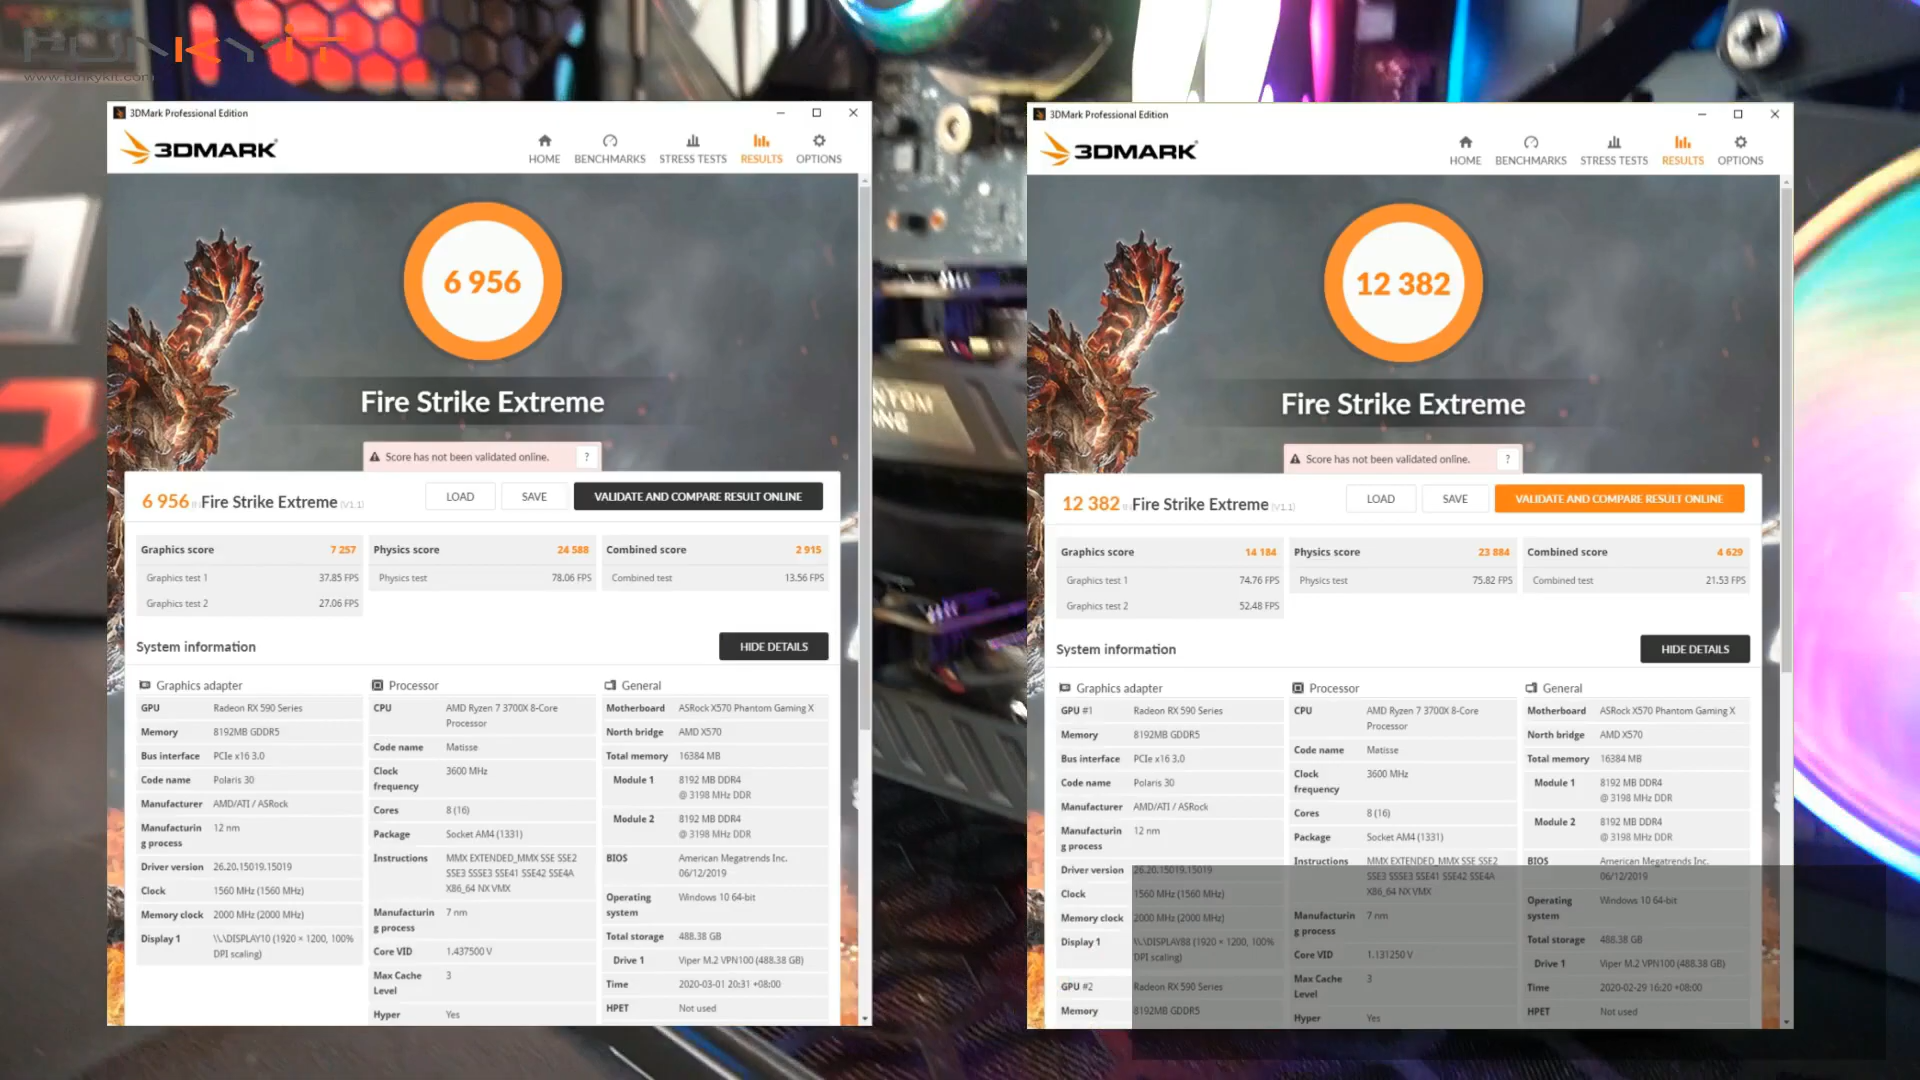 FUNKYKIT
www.funkykit.com
3DMark Professional Edition
3DMARK
HOME BENCHMARKS STRESS TESTS RESULTS OPTIONS
6 956
Fire Strike Extreme
Score has not been validated online. ?
6 956 IN Fire Strike Extreme (V1.1) LOAD SAVE VALIDATE AND COMPARE RESULT ONLINE
Graphics score 7 257 Physics score 24 588 Combined score 2 915
Graphics test 1 37.85 FPS Physics test 78.06 FPS Combined test 13.56 FPS
Graphics test 2 27.06 FPS
System information HIDE DETAILS
Graphics adapter
GPU Radeon RX 590 Series
Memory 8192MB GDDR5
Bus interface PCIe x16 3.0
Code name Polaris 30
Manufacturer AMD/ATI / ASRock
Manufacturin 12 nm
g process
Driver version 26.20.15019.15019
Clock 1560 MHz (1560 MHz)
Memory clock 2000 MHz (2000 MHz)
Display 1 \\.\DISPLAY10 (1920 × 1200, 100%
DPI scaling)
Processor
CPU AMD Ryzen 7 3700X 8-Core
Processor
Code name Matisse
Clock 3600 MHz
frequency
Cores 8 (16)
Package Socket AM4 (1331)
Instructions MMX EXTENDED_MMX SSE SSE2
SSE3 SSSE3 SSE41 SSE42 SSE4A
X86_64 NX VMX
Manufacturin 7 nm
g process
Core VID 1.437500 V
Max Cache 3
Level
Hyper Yes
General
Motherboard ASRock X570 Phantom Gaming X
North bridge AMD X570
Total memory 16384 MB
Module 1 8192 MB DDR4
@ 3198 MHz DDR
Module 2 8192 MB DDR4
@ 3198 MHz DDR
BIOS American Megatrends Inc.
06/12/2019
Operating Windows 10 64-bit
system
Total storage 488.38 GB
Drive 1 Viper M.2 VPN100 (488.38 GB)
Time 2020-03-01 20:31 +08:00
HPET Not used
3DMark Professional Edition
3DMARK
HOME BENCHMARKS STRESS TESTS RESULTS OPTIONS
12 382
Fire Strike Extreme
Score has not been validated online. ?
12 382 IN Fire Strike Extreme (V1.1) LOAD SAVE VALIDATE AND COMPARE RESULT ONLINE
Graphics score 14 184 Physics score 23 884 Combined score 4 629
Graphics test 1 74.76 FPS Physics test 75.82 FPS Combined test 21.53 FPS
Graphics test 2 52.48 FPS
System information HIDE DETAILS
Graphics adapter
GPU #1 Radeon RX 590 Series
Memory 8192MB GDDR5
Bus interface PCIe x16 3.0
Code name Polaris 30
Manufacturer AMD/ATI / ASRock
Manufacturin 12 nm
g process
Driver version 26.20.15019.15019
Clock 1560 MHz (1560 MHz)
Memory clock 2000 MHz (2000 MHz)
Display 1 \\.\DISPLAY88 (1920 × 1200, 100%
DPI scaling)
GPU #2 Radeon RX 590 Series
Memory 8192MB GDDR5
Processor
CPU AMD Ryzen 7 3700X 8-Core
Processor
Code name Matisse
Clock 3600 MHz
frequency
Cores 8 (16)
Package Socket AM4 (1331)
Instructions MMX EXTENDED_MMX SSE SSE2
SSE3 SSSE3 SSE41 SSE42 SSE4A
X86_64 NX VMX
Manufacturin 7 nm
g process
Core VID 1.131250 V
Max Cache 3
Level
Hyper Yes
General
Motherboard ASRock X570 Phantom Gaming X
North bridge AMD X570
Total memory 16384 MB
Module 1 8192 MB DDR4
@ 3198 MHz DDR
Module 2 8192 MB DDR4
@ 3198 MHz DDR
BIOS American Megatrends Inc.
06/12/2019
Operating Windows 10 64-bit
system
Total storage 488.38 GB
Drive 1 Viper M.2 VPN100 (488.38 GB)
Time 2020-02-29 16:20 +08:00
HPET Not used